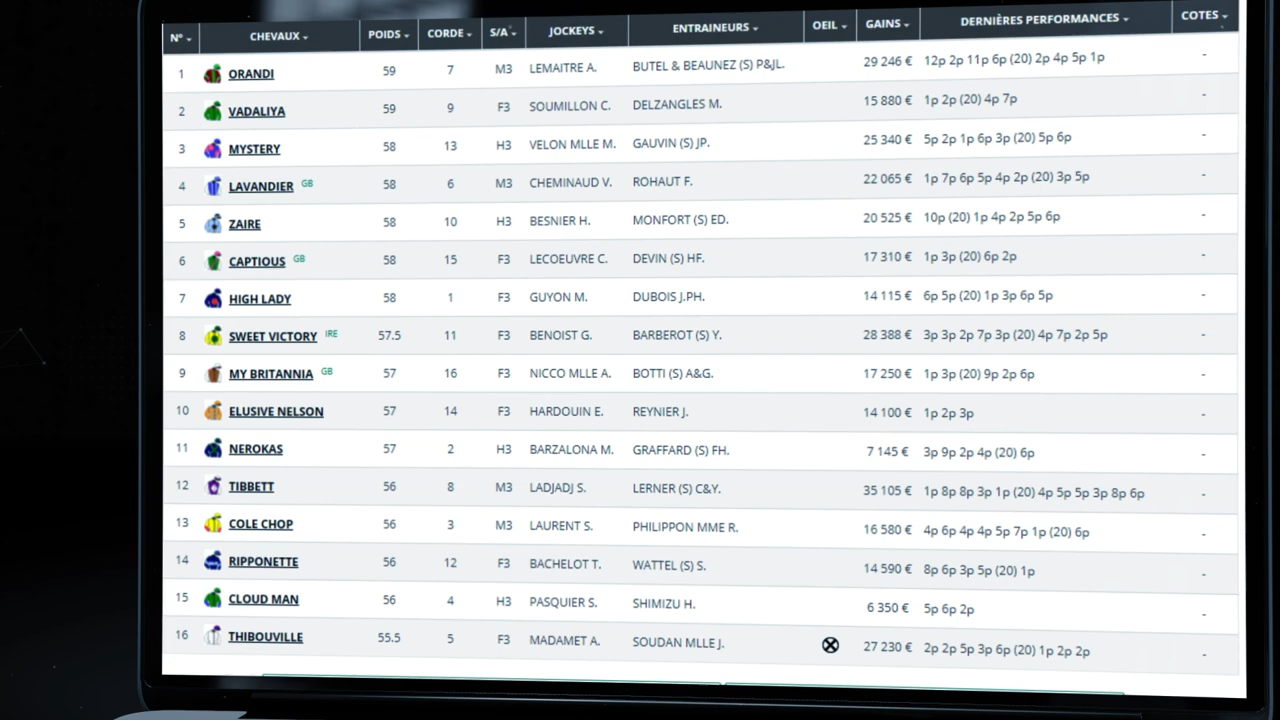 N° CHEVAUX POIDS CORDE S/A JOCKEYS ENTRAINEURS OEIL GAINS DERNIÈRES PERFORMANCES COTES
1 ORANDI 59 7 M3 LEMAITRE A. BUTEL & BEAUNEZ (S) P&JL. 29 246 € 12p 2p 11p 6p (20) 2p 4p 5p 1p -
2 VADALIYA 59 9 F3 SOUMILLON C. DELZANGLES M. 15 880 € 1p 2p (20) 4p 7p -
3 MYSTERY 58 13 H3 VELON MLLE M. GAUVIN (S) JP. 25 340 € 5p 2p 1p 6p 3p (20) 5p 6p -
4 LAVANDIER GB 58 6 M3 CHEMINAUD V. ROHAUT F. 22 065 € 1p 7p 6p 5p 4p 2p (20) 3p 5p -
5 ZAIRE 58 10 H3 BESNIER H. MONFORT (S) ED. 20 525 € 10p (20) 1p 4p 2p 5p 6p -
6 CAPTIOUS GB 58 15 F3 LECOEUVRE C. DEVIN (S) HF. 17 310 € 1p 3p (20) 6p 2p -
7 HIGH LADY 58 1 F3 GUYON M. DUBOIS J.PH. 14 115 € 6p 5p (20) 1p 3p 6p 5p -
8 SWEET VICTORY IRE 57.5 11 F3 BENOIST G. BARBEROT (S) Y. 28 388 € 3p 3p 2p 7p 3p (20) 4p 7p 2p 5p -
9 MY BRITANNIA GB 57 16 F3 NICCO MLLE A. BOTTI (S) A&G. 17 250 € 1p 3p (20) 9p 2p 6p -
10 ELUSIVE NELSON 57 14 F3 HARDOUIN E. REYNIER J. 14 100 € 1p 2p 3p -
11 NEROKAS 57 2 H3 BARZALONA M. GRAFFARD (S) FH. 7 145 € 3p 9p 2p 4p (20) 6p -
12 TIBBETT 56 8 M3 LADJADJ S. LERNER (S) C&Y. 35 105 € 1p 8p 8p 3p 1p (20) 4p 5p 5p 3p 8p 6p -
13 COLE CHOP 56 3 M3 LAURENT S. PHILIPPON MME R. 16 580 € 4p 6p 4p 4p 5p 7p 1p (20) 6p -
14 RIPPONETTE 56 12 F3 BACHELOT T. WATTEL (S) S. 14 590 € 8p 6p 3p 5p (20) 1p -
15 CLOUD MAN 56 4 H3 PASQUIER S. SHIMIZU H. 6 350 € 5p 6p 2p -
16 THIBOUVILLE 55.5 5 F3 MADAMET A. SOUDAN MLLE J. 27 230 € 2p 2p 5p 3p 6p (20) 1p 2p 2p -